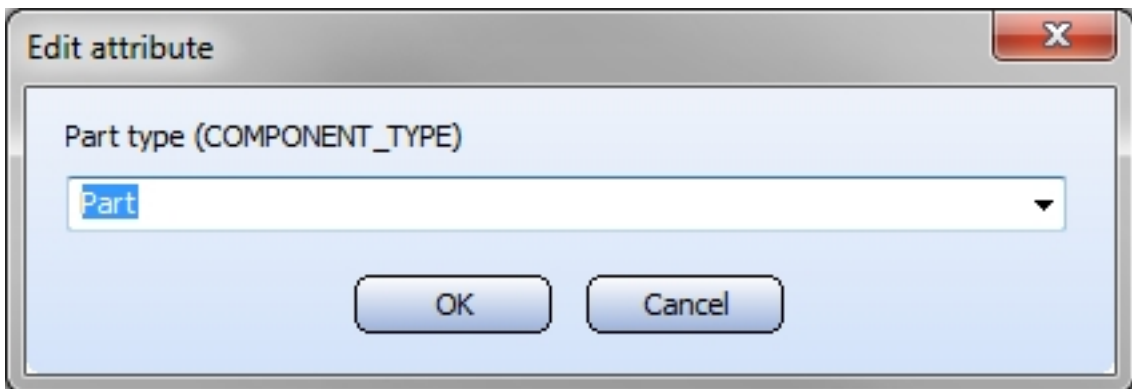 Edit attribute
Part type (COMPONENT_TYPE)
Part
OK
Cancel